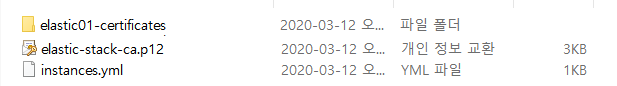 elastic01-certificates 2020-03-12 오... 파일 폴더
elastic-stack-ca.p12 2020-03-12 오... 개인 정보 교환 3KB
instances.yml 2020-03-12 오... YML 파일 1KB